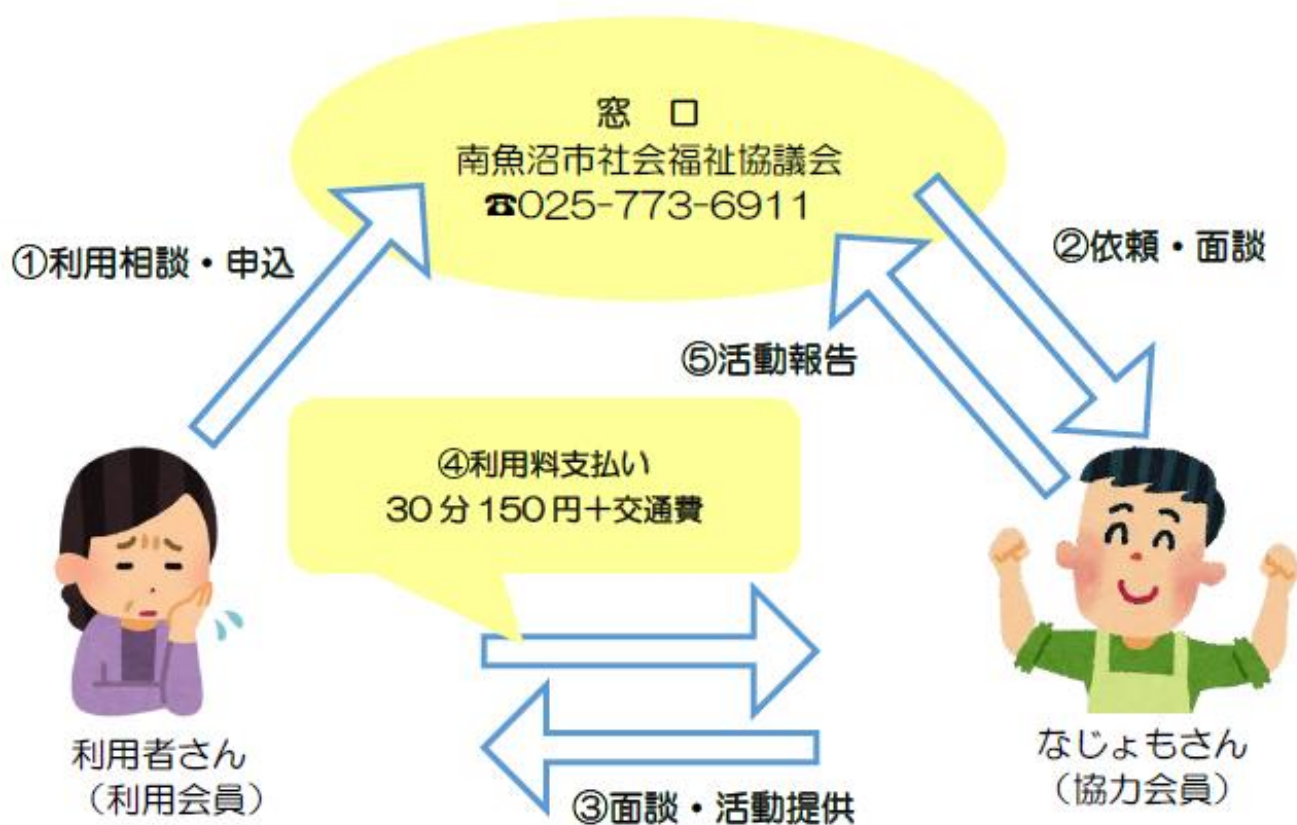 窓　口
南魚沼市社会福祉協議会
☎025-773-6911
①利用相談・申込
②依頼・面談
⑤活動報告
④利用料支払い
30分150円＋交通費
利用者さん
（利用会員）
なじょもさん
（協力会員）
③面談・活動提供